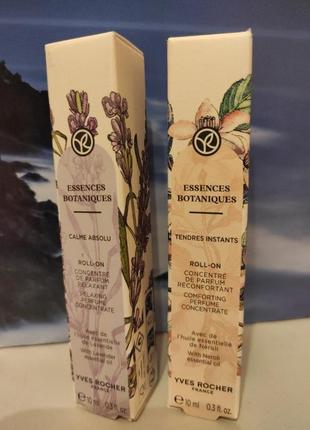 ESSENCES
BOTANIQUES
CALME ABSOLU
ROLL-ON
CONCENTRÉ
DE PARFUM
RELAXANT
RELAXING
PERFUME
CONCENTRATE
Avec de
l'huile essentielle
de Lavande
With Lavender
essential oil
YVES ROCHER
FRANCE
℮ 10 ml 0.3 fl. oz.
ESSENCES
BOTANIQUES
TENDRES INSTANTS
ROLL-ON
CONCENTRÉ
DE PARFUM
RÉCONFORTANT
COMFORTING
PERFUME
CONCENTRATE
Avec de
l'huile essentielle
de Néroli
With Neroli
essential oil
YVES ROCHER
FRANCE
℮ 10 ml 0.3 fl. oz.